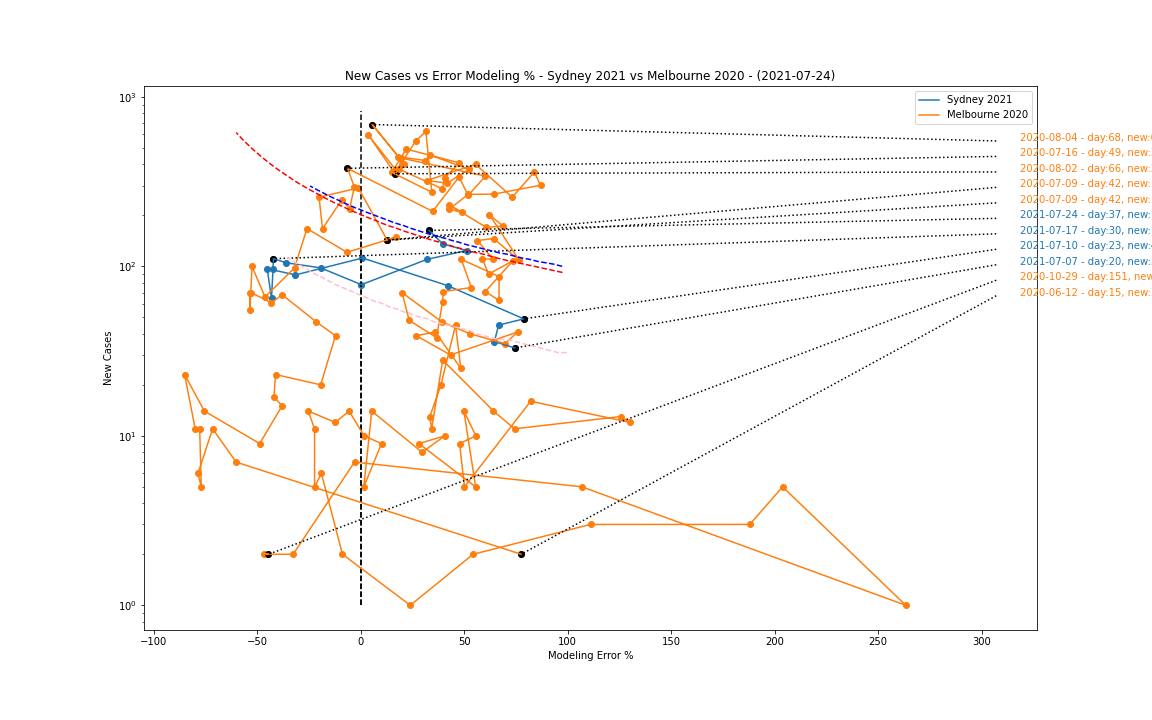 New Cases vs Error Modeling % - Sydney 2021 vs Melbourne 2020 - (2021-07-24)
Sydney 2021
Melbourne 2020
2020-08-04 - day:68, new:
2020-07-16 - day:49, new:
2020-08-02 - day:66, new:
2020-07-09 - day:42, new:
2020-07-09 - day:42, new:
2021-07-24 - day:37, new:
2021-07-17 - day:30, new:
2021-07-10 - day:23, new:
2021-07-07 - day:20, new:
2020-10-29 - day:151, new
2020-06-12 - day:15, new:
New Cases
10³
10²
10¹
10⁰
−100 −50 0 50 100 150 200 250 300
Modeling Error %